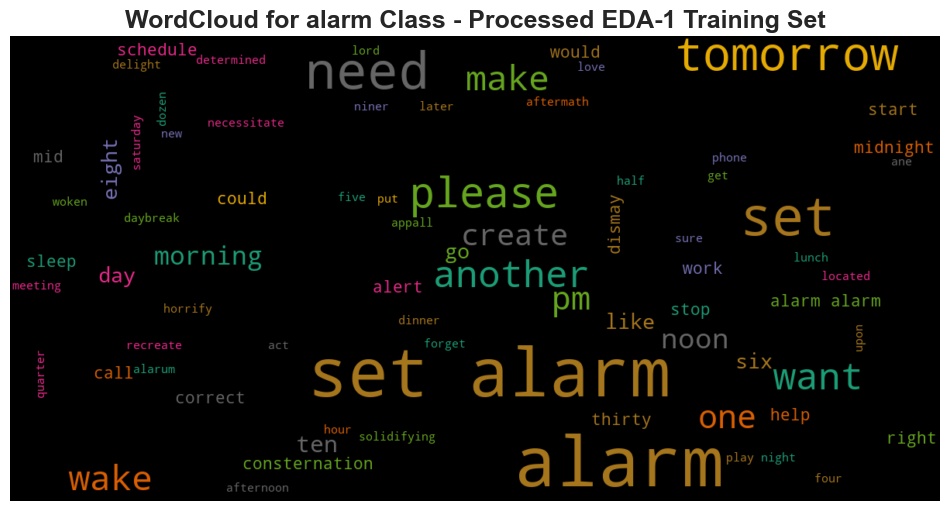 WordCloud for alarm Class - Processed EDA-1 Training Set
schedule
lord
would
tomorrow
delight
determined
need
love
make
dozen
niner
later
aftermath
start
saturday
necessitate
new
midnight
mid
eight
phone
ane
get
half
woken
could
five
put
please
daybreak
appall
dismay
set
create
sure
go
morning
lunch
sleep
another
work
day
located
meeting
alert
pm
alarm alarm
horrify
stop
dinner
like
noon
upon
recreate
act
forget
quarter
call
alarum
set alarm
six
want
correct
thirty
one
help
hour
solidifying
right
ten
consternation
alarm
play
night
wake
afternoon
four